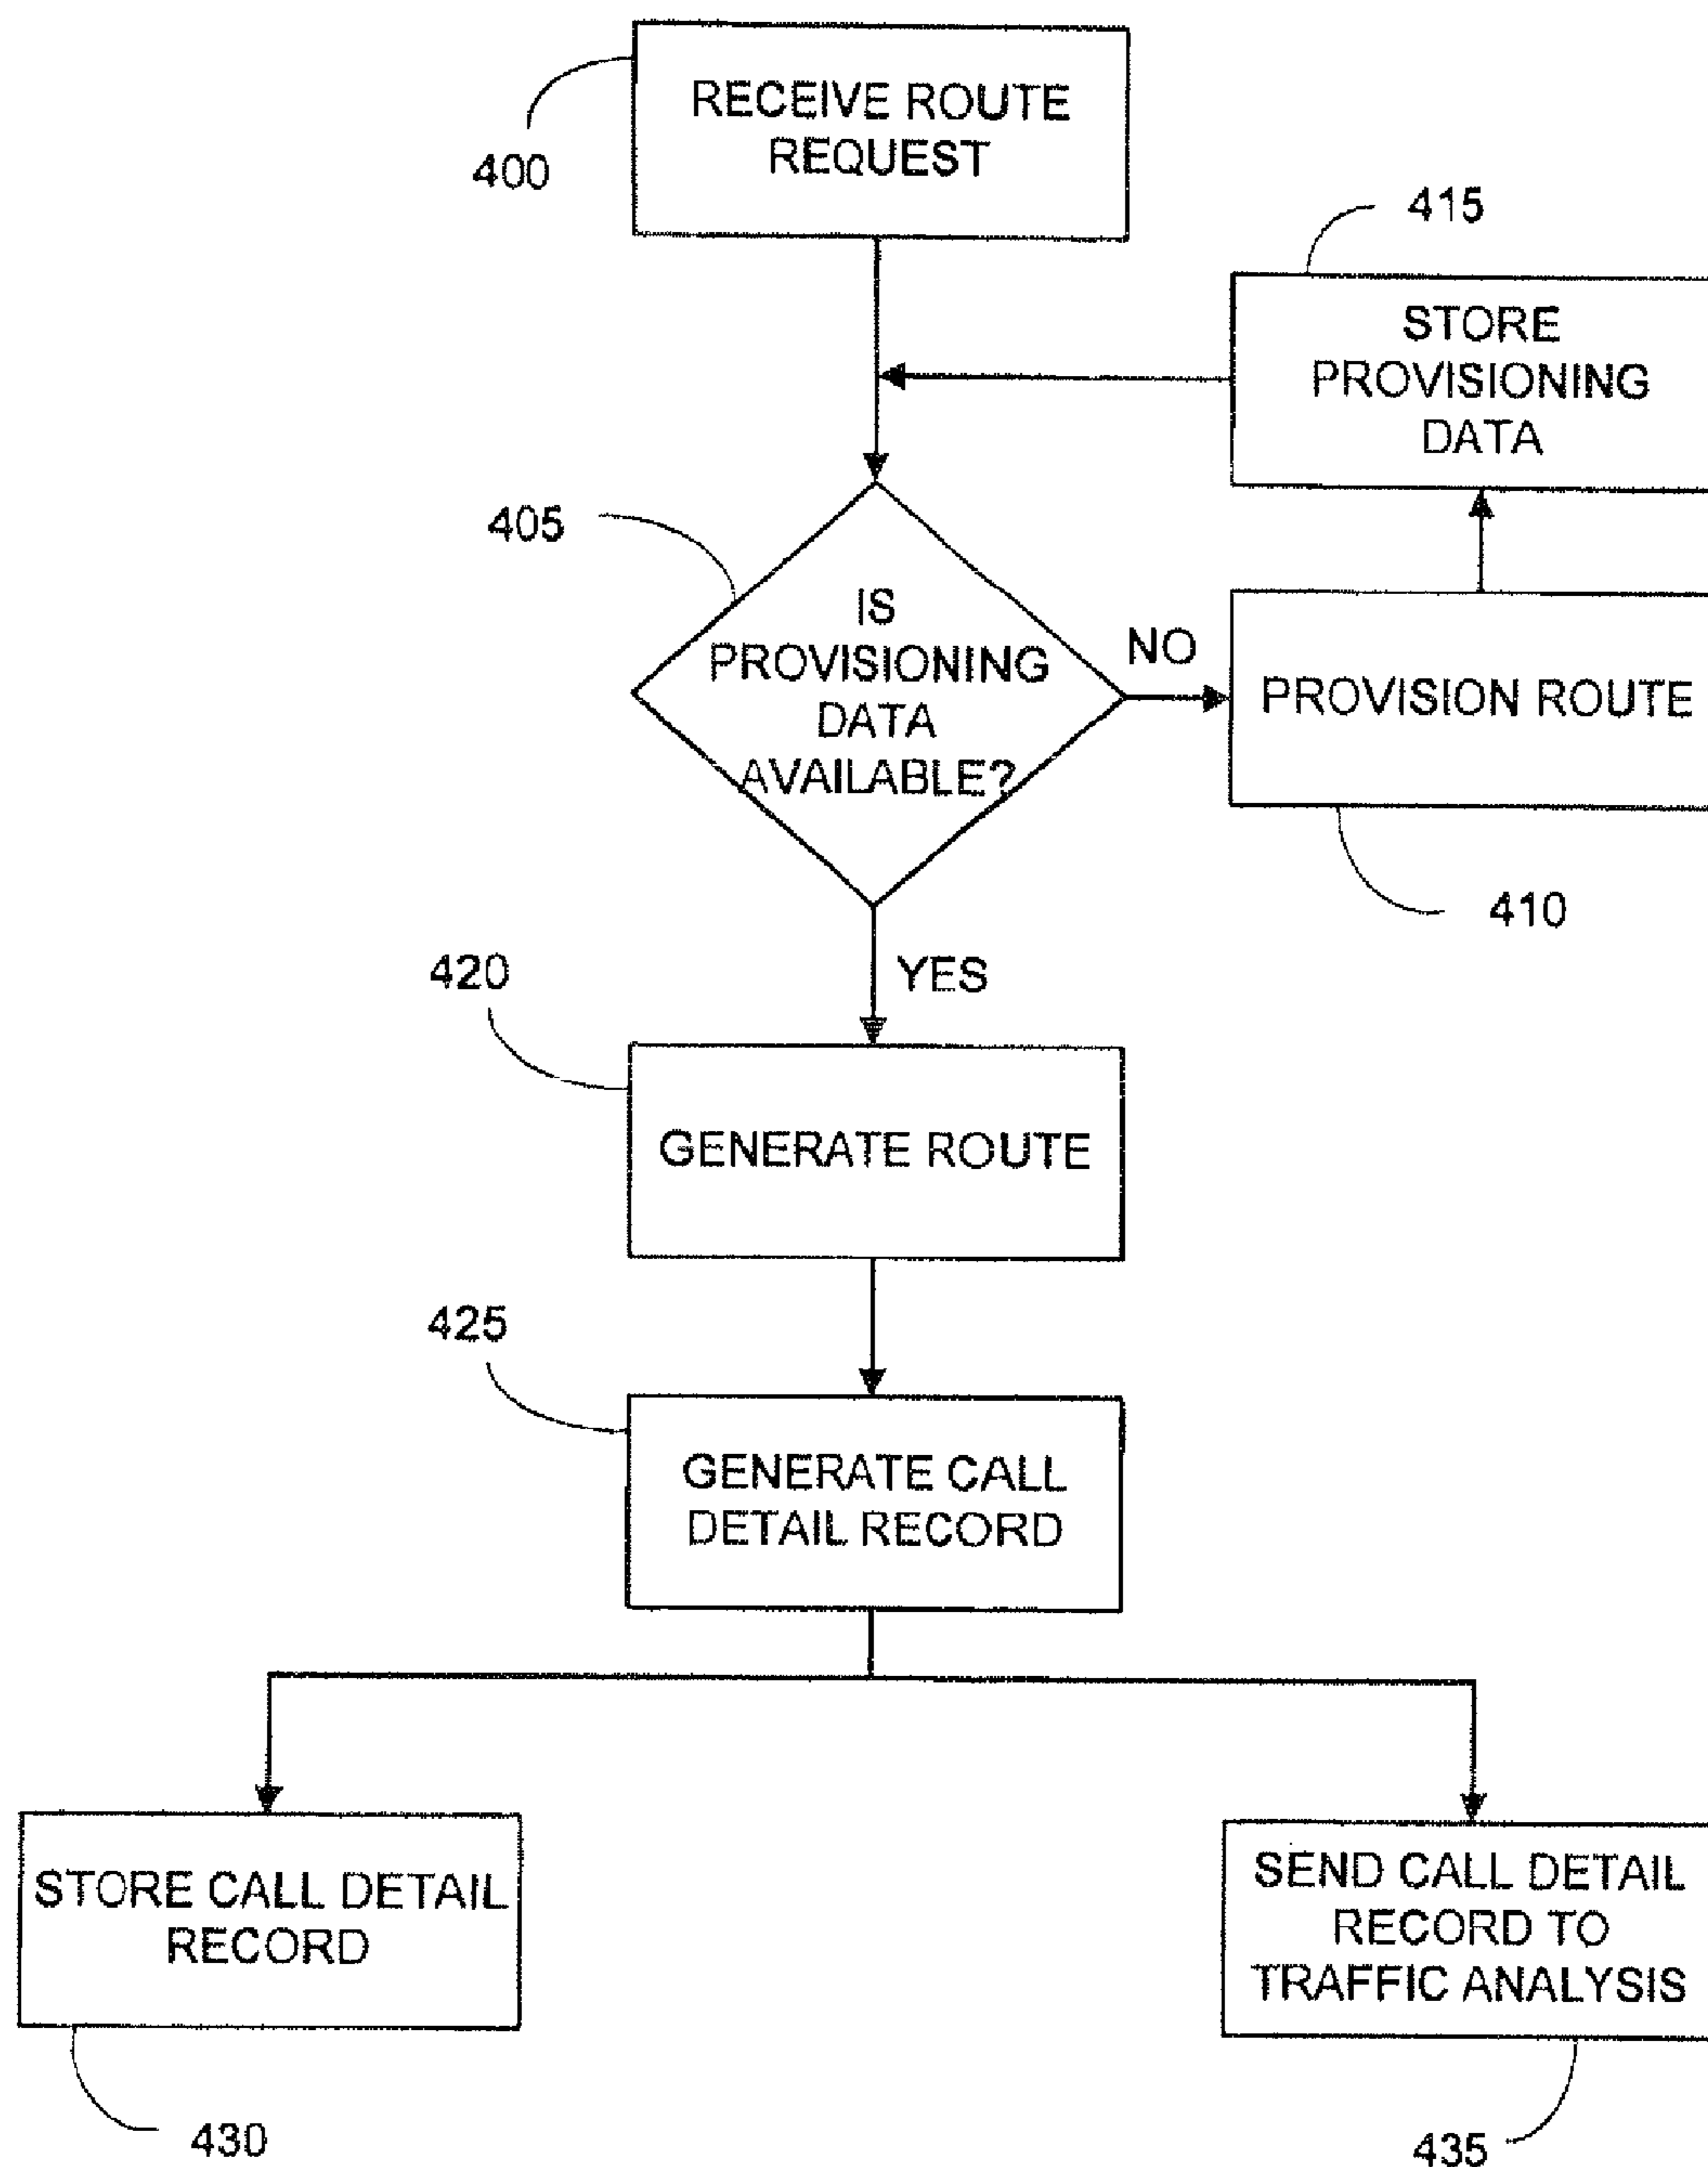 RECEIVE ROUTE
REQUEST
400
415
STORE
PROVISIONING
DATA
405
IS
PROVISIONING
DATA
AVAILABLE?
NO
PROVISION ROUTE
410
YES
420
GENERATE ROUTE
425
GENERATE CALL
DETAIL RECORD
STORE CALL DETAIL
RECORD
430
SEND CALL DETAIL
RECORD TO
TRAFFIC ANALYSIS
435